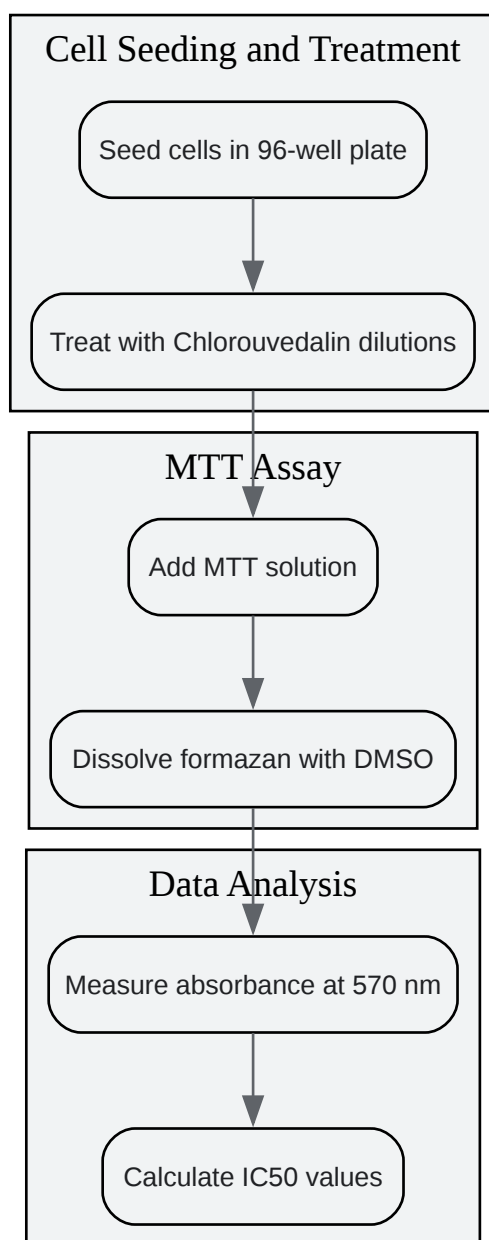 Cell Seeding and Treatment
Seed cells in 96-well plate
Treat with Chlorouvedalin dilutions
MTT Assay
Add MTT solution
Dissolve formazan with DMSO
Data Analysis
Measure absorbance at 570 nm
Calculate IC50 values